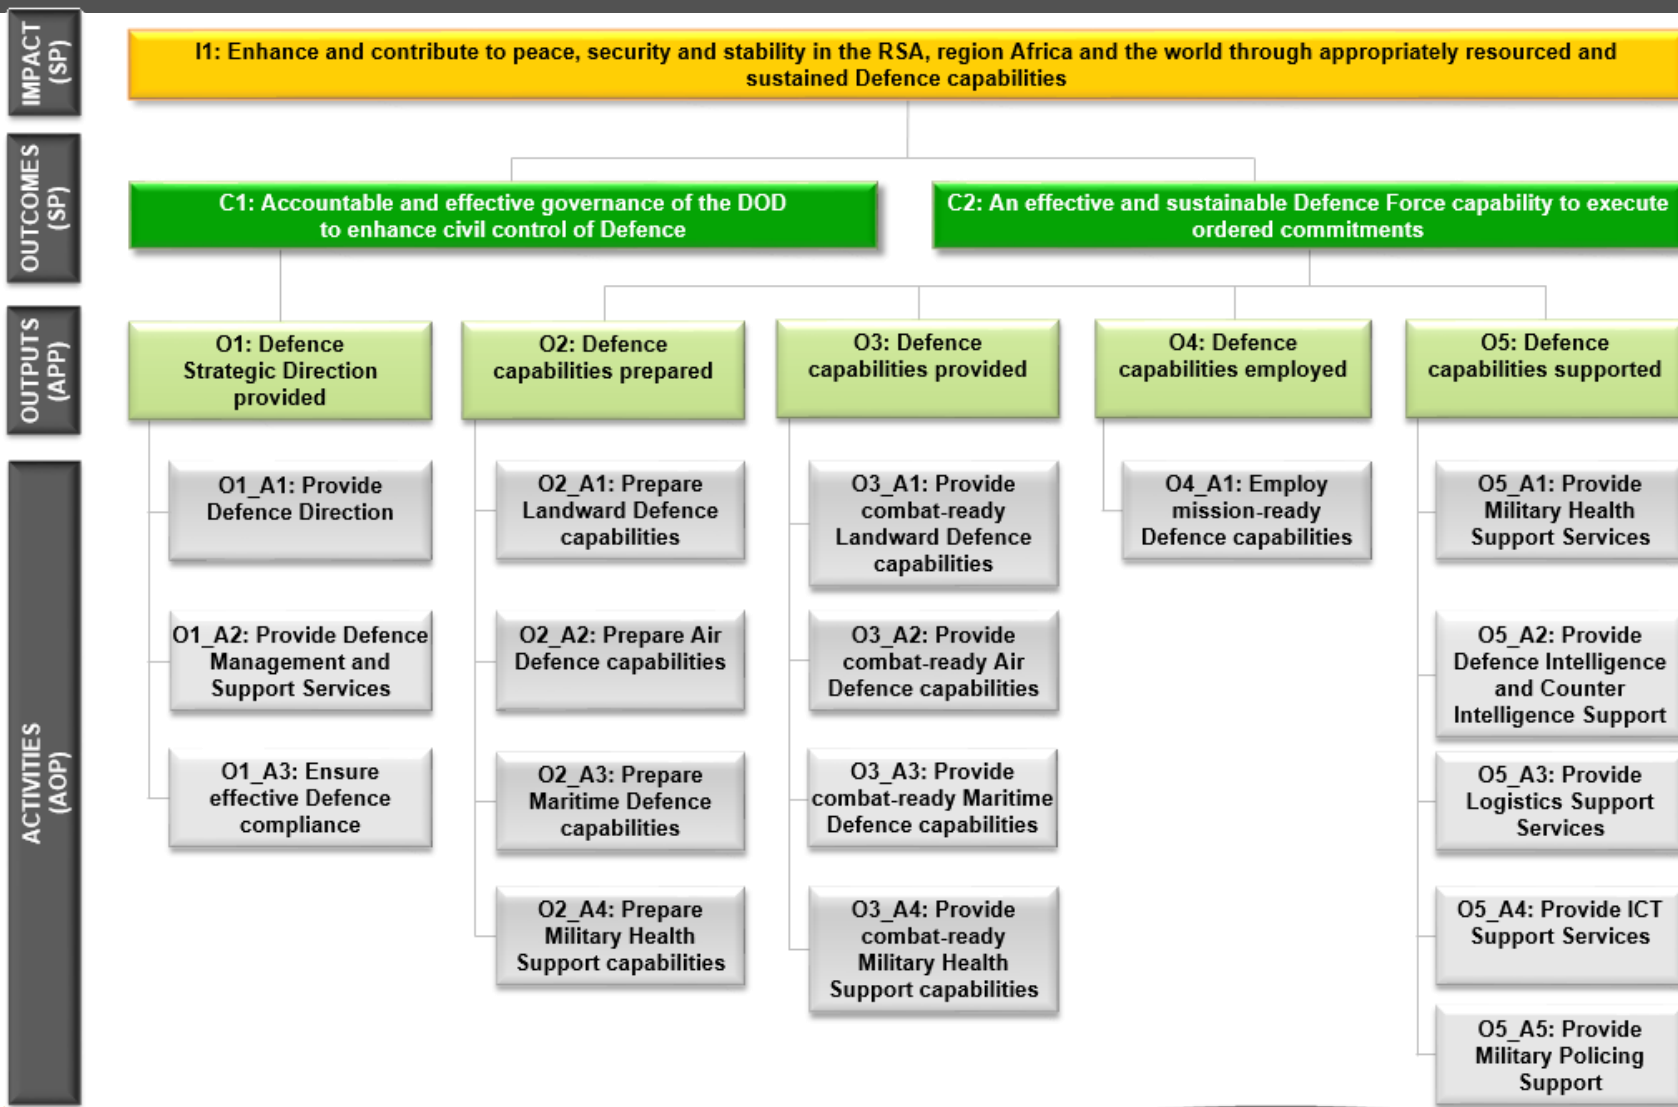 IMPACT
(SP)
I1: Enhance and contribute to peace, security and stability in the RSA, region Africa and the world through appropriately resourced and
sustained Defence capabilities
OUTCOMES
(SP)
C1: Accountable and effective governance of the DOD
to enhance civil control of Defence
C2: An effective and sustainable Defence Force capability to execute
ordered commitments
OUTPUTS
(APP)
O1: Defence
Strategic Direction
provided
O2: Defence
capabilities prepared
O3: Defence
capabilities provided
O4: Defence
capabilities employed
O5: Defence
capabilities supported
ACTIVITIES
(AOP)
O1_A1: Provide
Defence Direction
O1_A2: Provide Defence
Management and
Support Services
O1_A3: Ensure
effective Defence
compliance
O2_A1: Prepare
Landward Defence
capabilities
O2_A2: Prepare Air
Defence capabilities
O2_A3: Prepare
Maritime Defence
capabilities
O2_A4: Prepare
Military Health
Support capabilities
O3_A1: Provide
combat-ready
Landward Defence
capabilities
O3_A2: Provide
combat-ready Air
Defence capabilities
O3_A3: Provide
combat-ready Maritime
Defence capabilities
O3_A4: Provide
combat-ready
Military Health
Support capabilities
O4_A1: Employ
mission-ready
Defence capabilities
O5_A1: Provide
Military Health
Support Services
O5_A2: Provide
Defence Intelligence
and Counter
Intelligence Support
O5_A3: Provide
Logistics Support
Services
O5_A4: Provide ICT
Support Services
O5_A5: Provide
Military Policing
Support